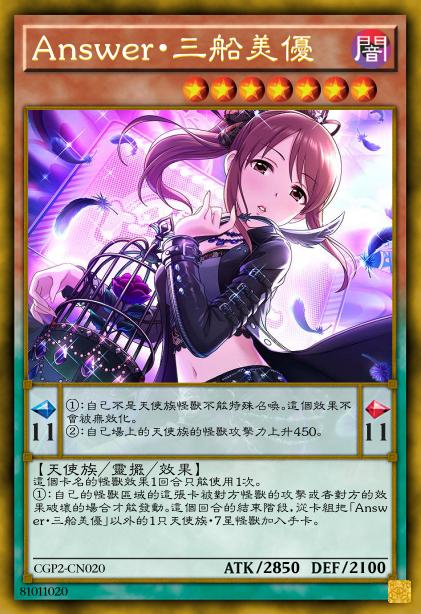 Answer・三船美優
闇
①：自己不是天使族怪獸不能特殊召喚。這個效果不
會被無效化。
②：自己場上的天使族的怪獸攻擊力上升450。
11
11
【天使族／靈擺／效果】
這個卡名的怪獸效果1回合只能使用1次。
①：自己的怪獸區域的這張卡被對方怪獸的攻擊或者對方的效
果破壞的場合才能發動。這個回合的結束階段，從卡組把「Answ
er・三船美優」以外的1只天使族・7星怪獸加入手卡。
CGP2-CN020
ATK/2850 DEF/2100
81011020